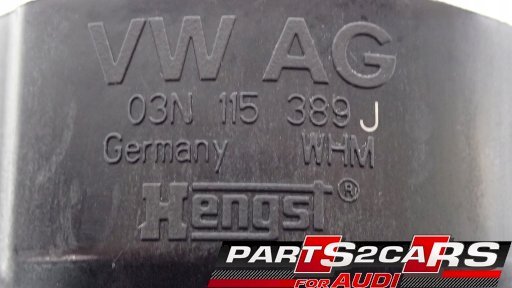 VW AG
03N 115 389 J
Germany WHM
Hengst ®
PARTS2CARS
FOR AUDI